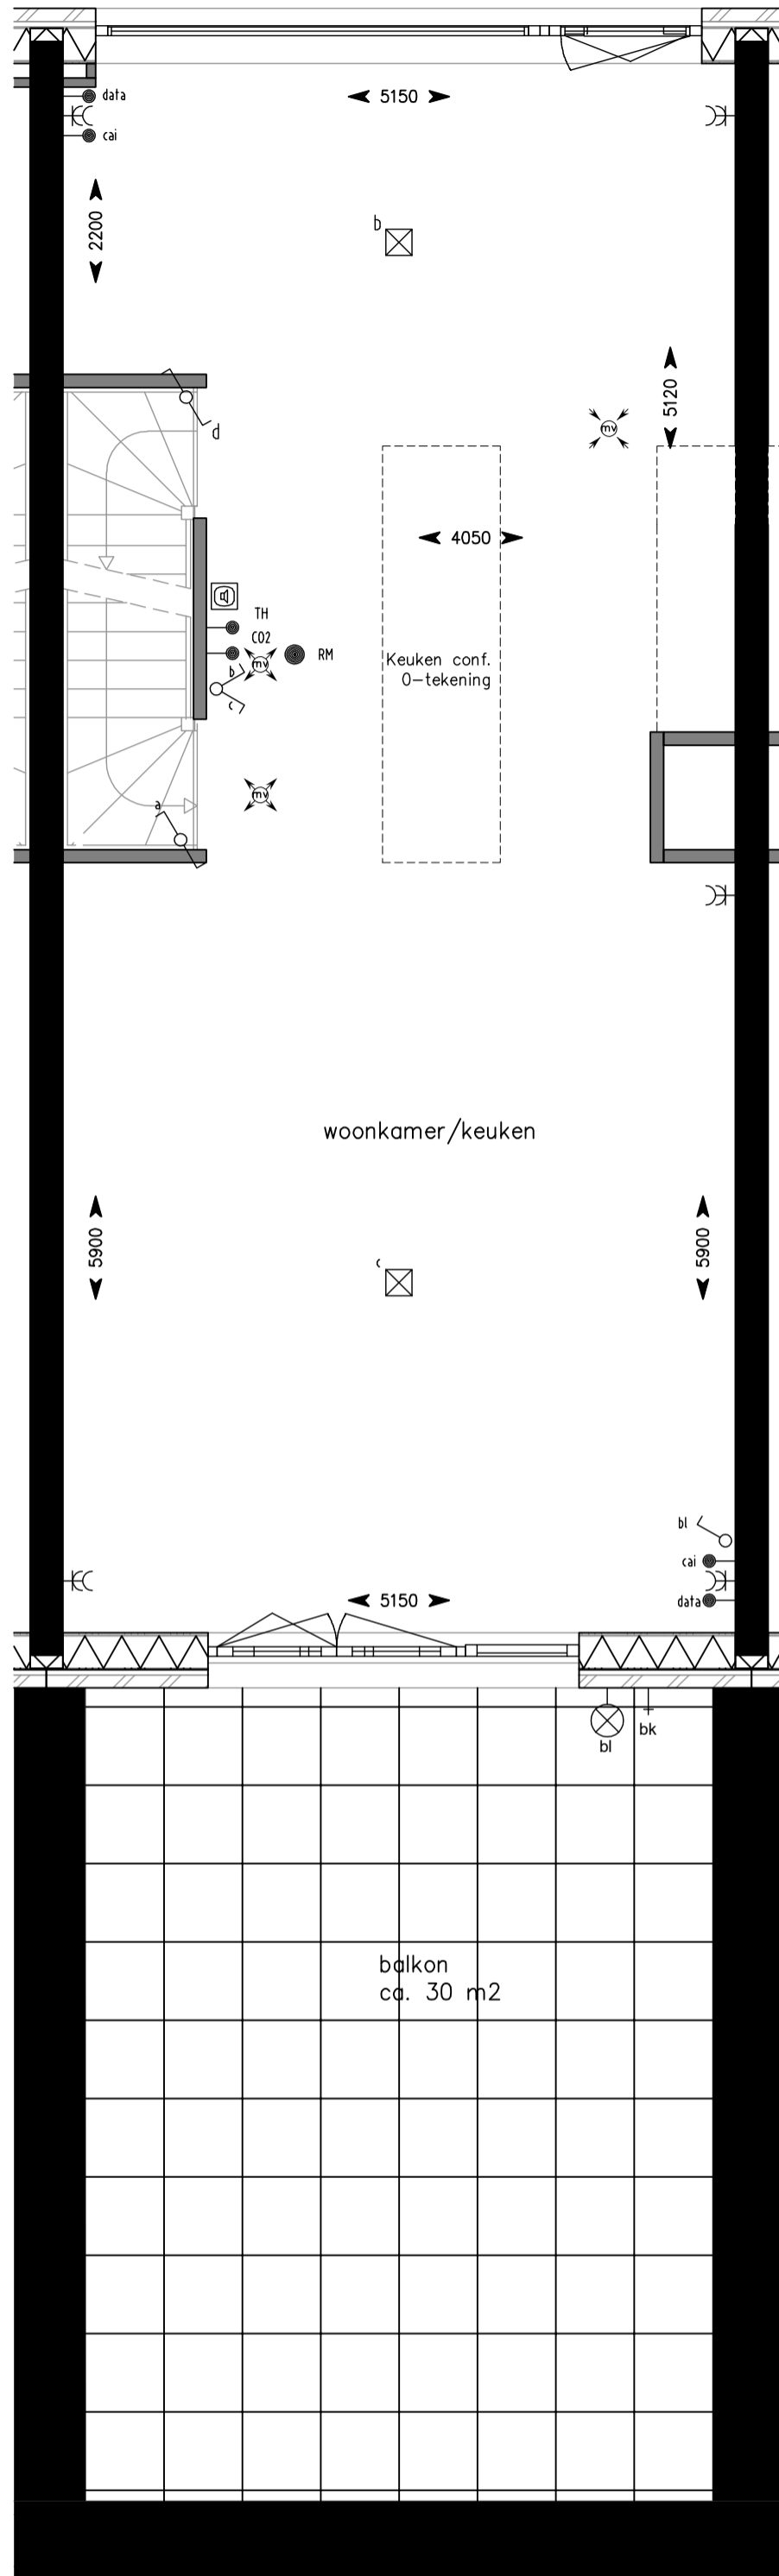 data
5150
cai
2200
b
5120
d
mv
4050
TH
CO2
RM
mv
b
c
Keuken conf.
0-tekening
a
mv
woonkamer/keuken
5900
5900
c
bl
cai
data
5150
bl
bk
balkon
ca. 30 m2